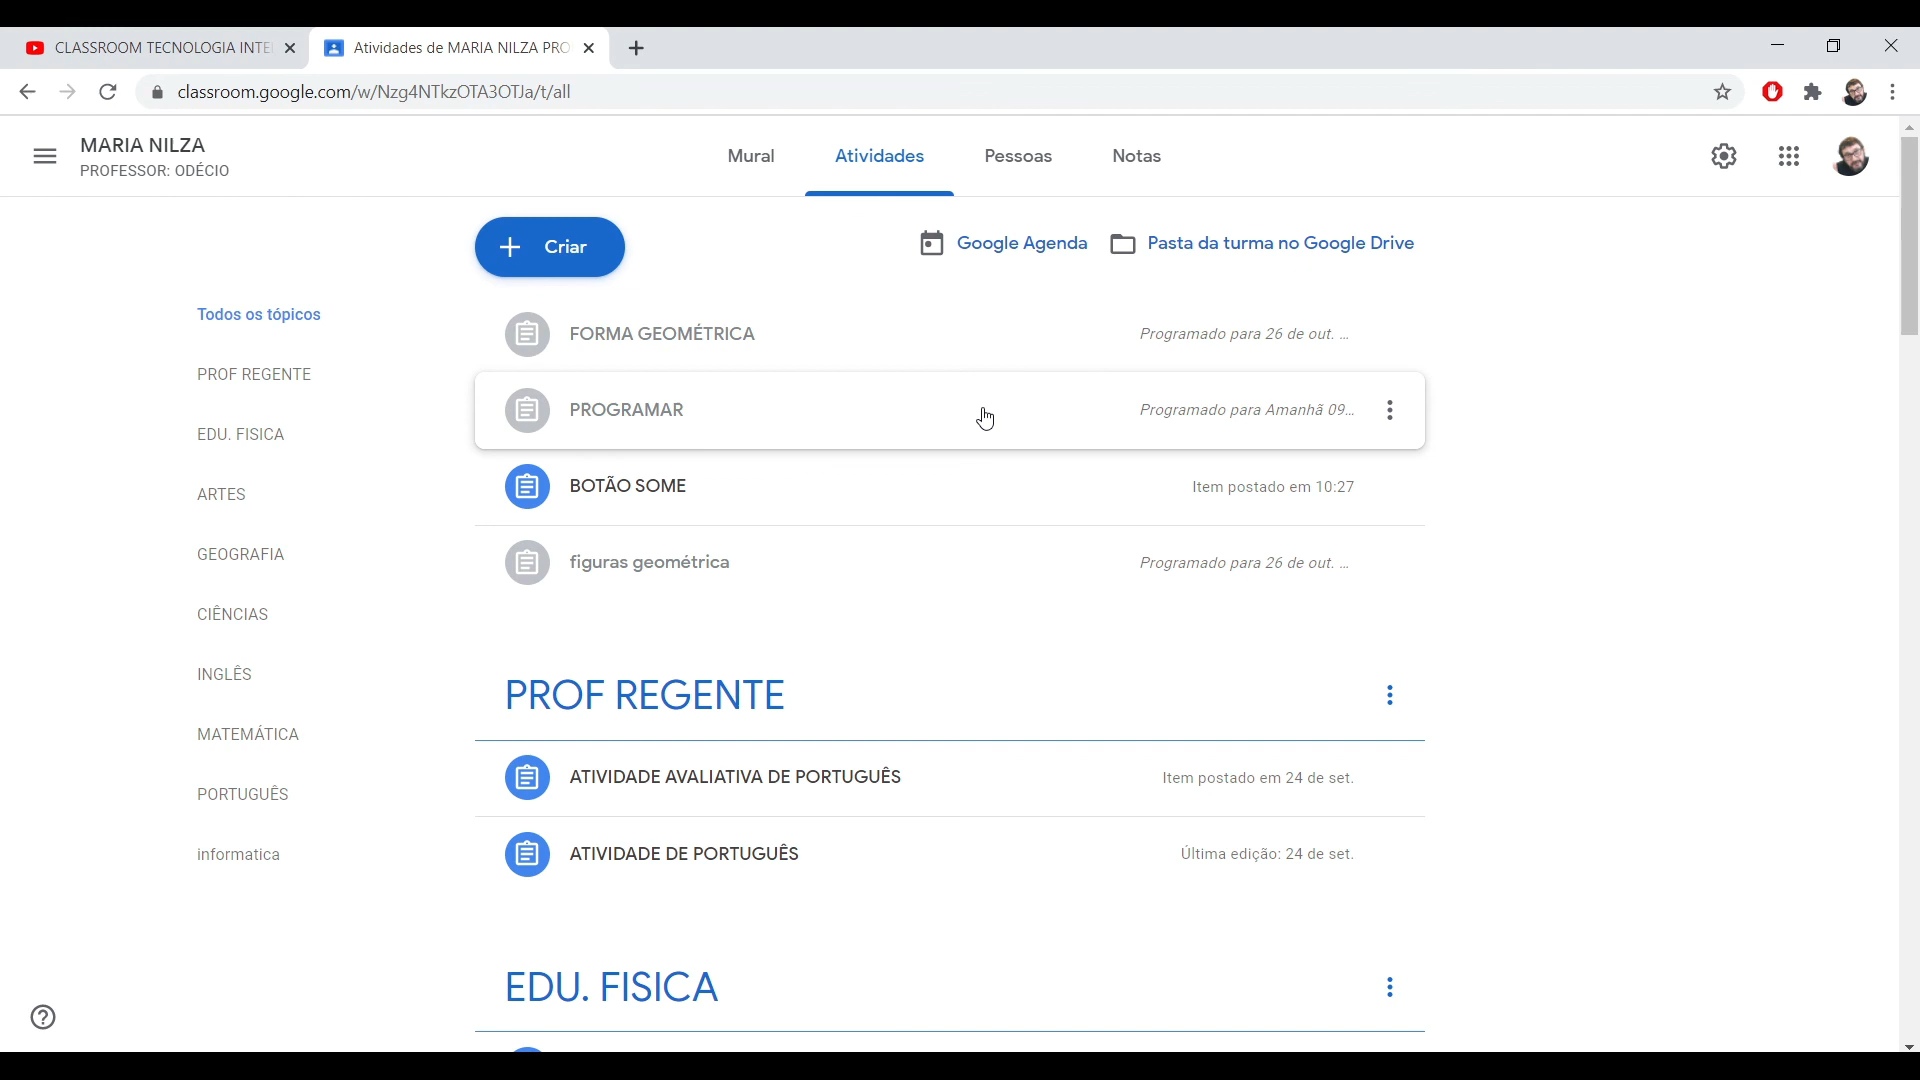 CLASSROOM TECNOLOGIA INTE
Atividades de MARIA NILZA PRO
classroom.google.com/w/Nzg4NTkzOTA3OTJa/t/all
MARIA NILZA
PROFESSOR: ODÉCIO
Mural
Atividades
Pessoas
Notas
Criar
Google Agenda
Pasta da turma no Google Drive
Todos os tópicos
PROF REGENTE
EDU. FISICA
ARTES
GEOGRAFIA
CIÊNCIAS
INGLÊS
MATEMÁTICA
PORTUGUÊS
informatica
FORMA GEOMÉTRICA
Programado para 26 de out. ...
PROGRAMAR
Programado para Amanhã 09...
BOTÃO SOME
Item postado em 10:27
figuras geométrica
Programado para 26 de out. ...
PROF REGENTE
ATIVIDADE AVALIATIVA DE PORTUGUÊS
Item postado em 24 de set.
ATIVIDADE DE PORTUGUÊS
Última edição: 24 de set.
EDU. FISICA